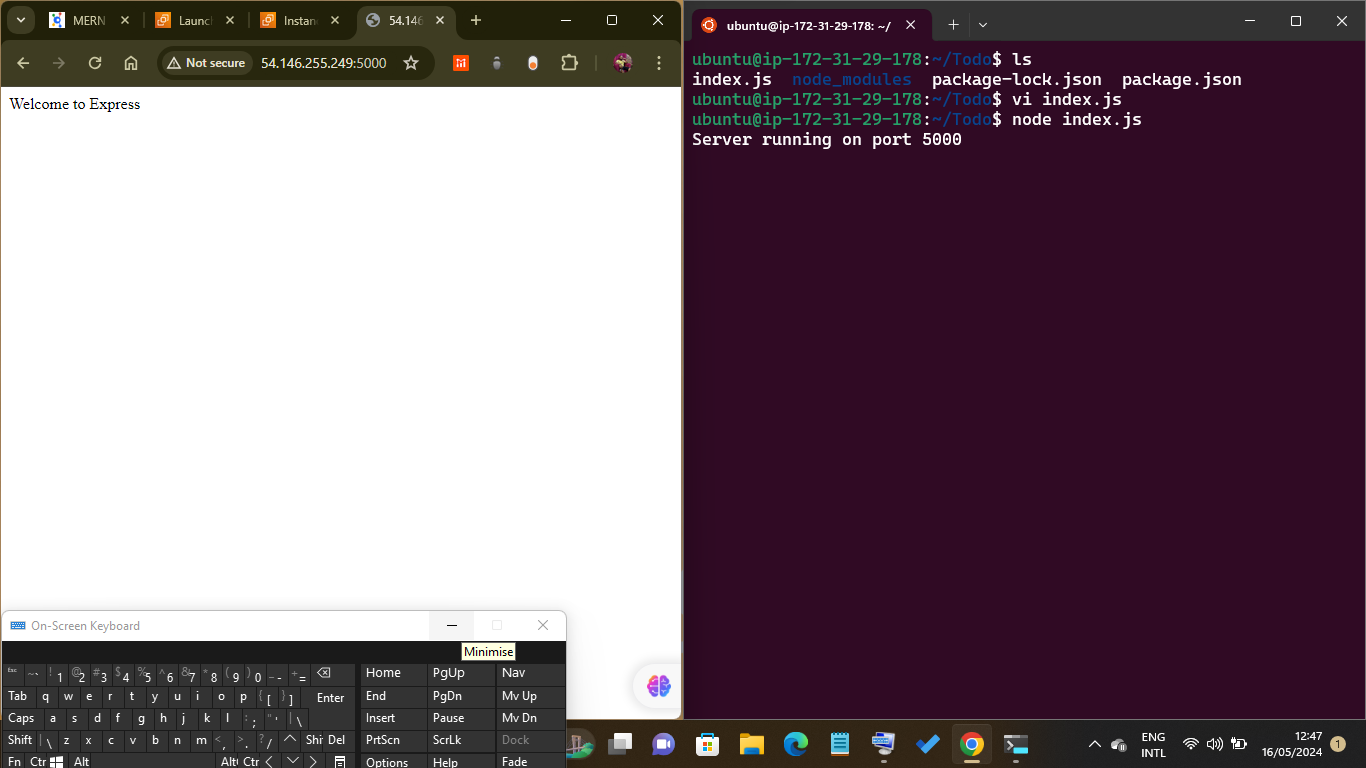 MERN
Launc
Instan
54.146
Not secure
54.146.255.249:5000
Welcome to Express
ubuntu@ip-172-31-29-178: ~/
ubuntu@ip-172-31-29-178:~/Todo$ ls
index.js node_modules package-lock.json package.json
ubuntu@ip-172-31-29-178:~/Todo$ vi index.js
ubuntu@ip-172-31-29-178:~/Todo$ node index.js
Server running on port 5000
On-Screen Keyboard
Minimise
Esc ~` !1 @2 #3 $4 %5 ^6 &7 *8 (9 )0 _- += Home PgUp Nav
Tab q w e r t y u i o p {[ }] Enter End PgDn Mv Up
Caps a s d f g h j k l :; "' |\ Insert Pause Mv Dn
Shift |\ z x c v b n m <, >. ?/ Shi Del PrtScn ScrLk Dock
Fn Ctr Alt Alt Ctr Options Help Fade
ENG
INTL
12:47
16/05/2024
1